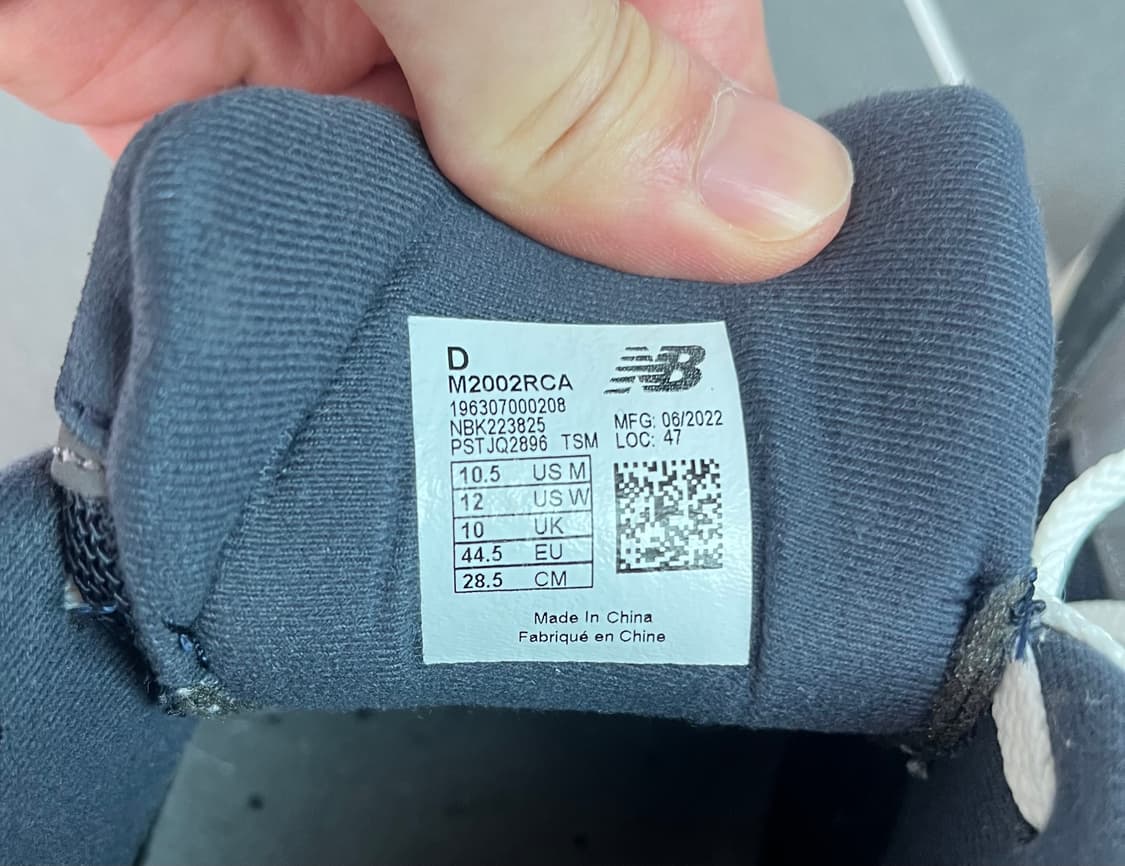 D
M2002RCA
NB
196307000208
NBK223825
PSTJQ2896 TSM
MFG: 06/2022
LOC: 47
10.5 US M
12 US W
10 UK
44.5 EU
28.5 CM
Made In China
Fabriqué en Chine